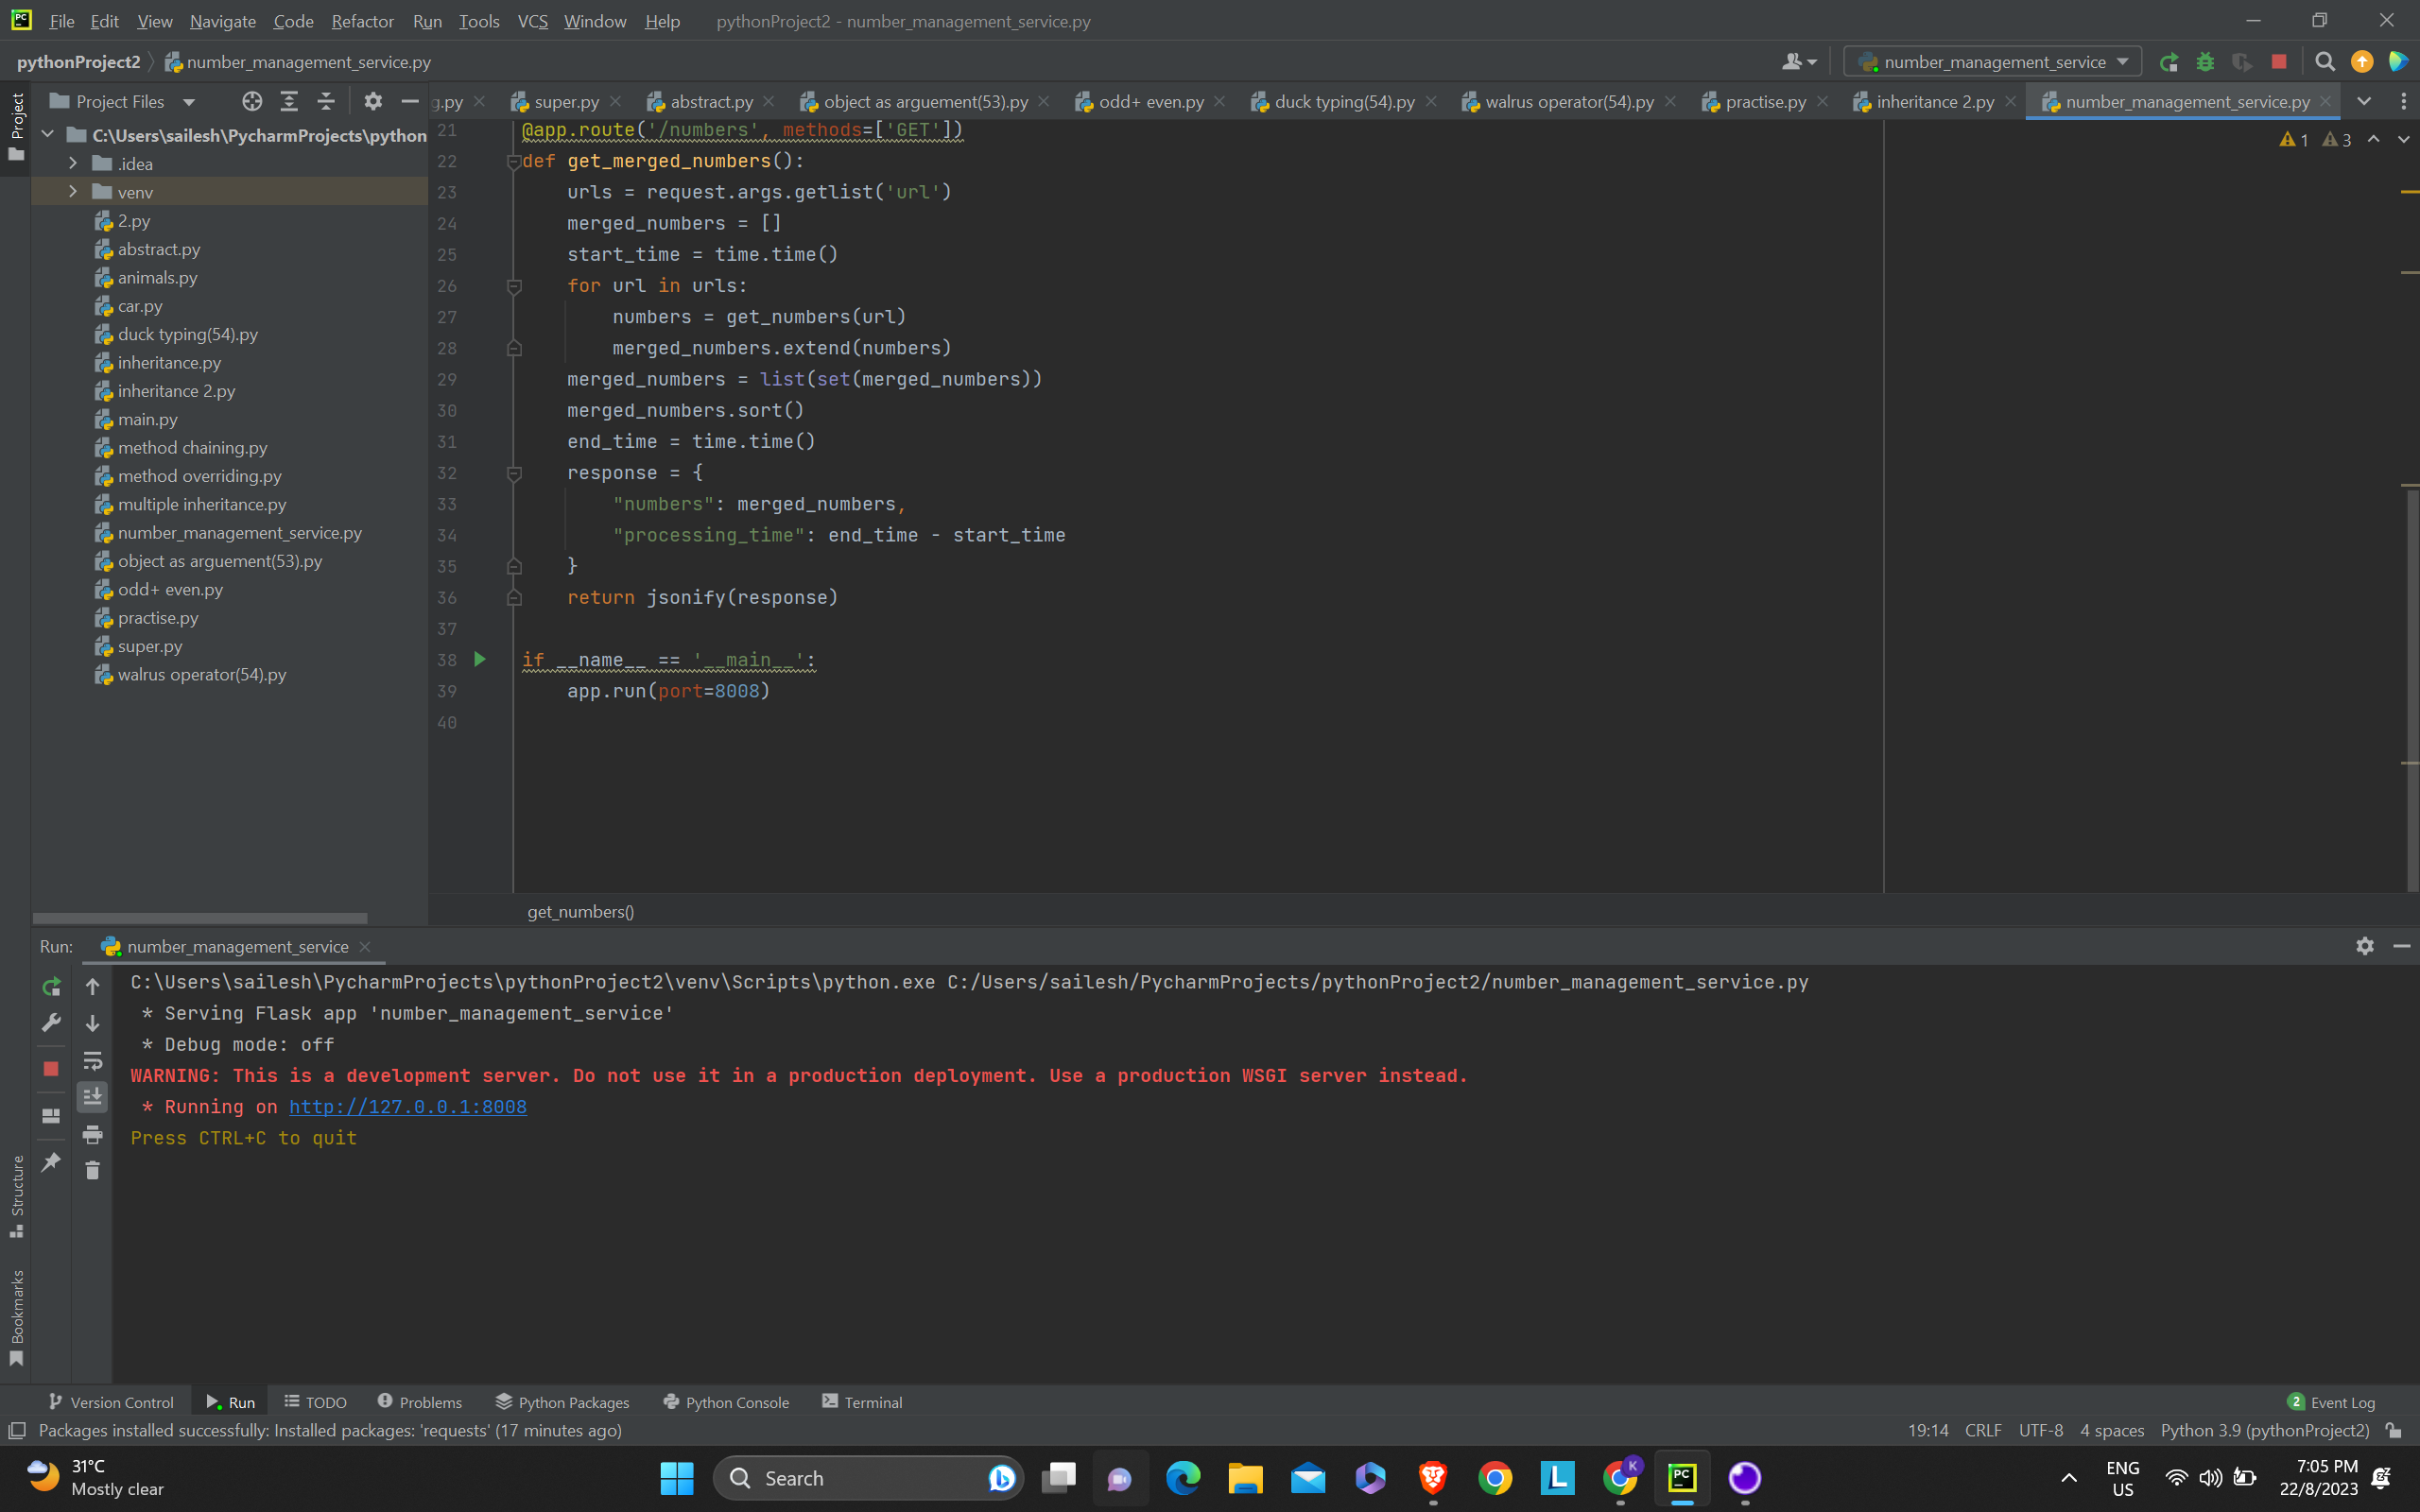 PC File Edit View Navigate Code Refactor Run Tools VCS Window Help pythonProject2 - number_management_service.py
pythonProject2 number_management_service.py number_management_service
Project
Project Files
g.py super.py abstract.py object as arguement(53).py odd+ even.py duck typing(54).py walrus operator(54).py practise.py inheritance 2.py number_management_service.py
C:\Users\sailesh\PycharmProjects\python
.idea
venv
2.py
abstract.py
animals.py
car.py
duck typing(54).py
inheritance.py
inheritance 2.py
main.py
method chaining.py
method overriding.py
multiple inheritance.py
number_management_service.py
object as arguement(53).py
odd+ even.py
practise.py
super.py
walrus operator(54).py
1 3
21 @app.route('/numbers', methods=['GET'])
22 def get_merged_numbers():
23 urls = request.args.getlist('url')
24 merged_numbers = []
25 start_time = time.time()
26 for url in urls:
27 numbers = get_numbers(url)
28 merged_numbers.extend(numbers)
29 merged_numbers = list(set(merged_numbers))
30 merged_numbers.sort()
31 end_time = time.time()
32 response = {
33 "numbers": merged_numbers,
34 "processing_time": end_time - start_time
35 }
36 return jsonify(response)
37
38 if __name__ == '__main__':
39 app.run(port=8008)
40
get_numbers()
Run: number_management_service
C:\Users\sailesh\PycharmProjects\pythonProject2\venv\Scripts\python.exe C:/Users/sailesh/PycharmProjects/pythonProject2/number_management_service.py
* Serving Flask app 'number_management_service'
* Debug mode: off
WARNING: This is a development server. Do not use it in a production deployment. Use a production WSGI server instead.
* Running on http://127.0.0.1:8008
Press CTRL+C to quit
Structure
Bookmarks
Version Control Run TODO Problems Python Packages Python Console Terminal 2 Event Log
Packages installed successfully: Installed packages: 'requests' (17 minutes ago) 19:14 CRLF UTF-8 4 spaces Python 3.9 (pythonProject2)
31°C
Mostly clear
Search
L
K
PC
ENG
US
7:05 PM
22/8/2023